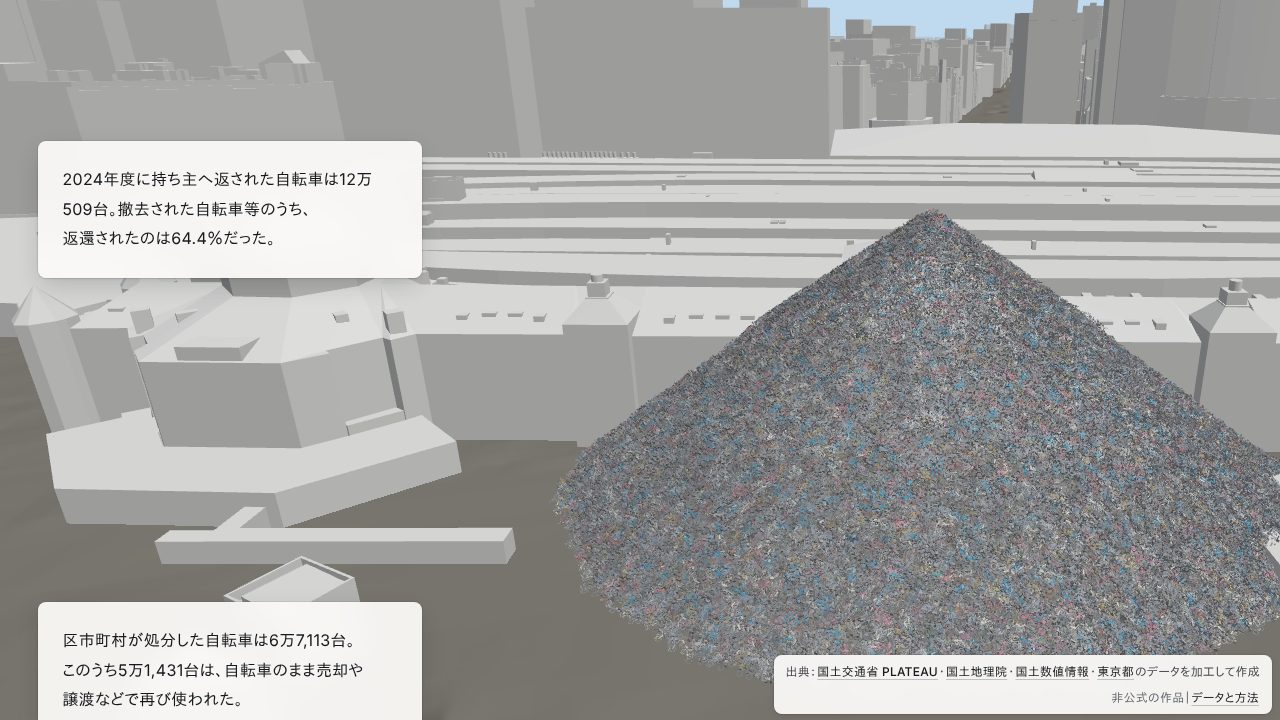 2024年度に持ち主へ返された自転車は12万
509台。撤去された自転車等のうち、
返還されたのは64.4%だった。
区市町村が処分した自転車は6万7,113台。
このうち5万1,431台は、自転車のまま売却や
譲渡などで再び使われた。
出典：国土交通省 PLATEAU・国土地理院・国土数値情報・東京都のデータを加工して作成
非公式の作品|データと方法